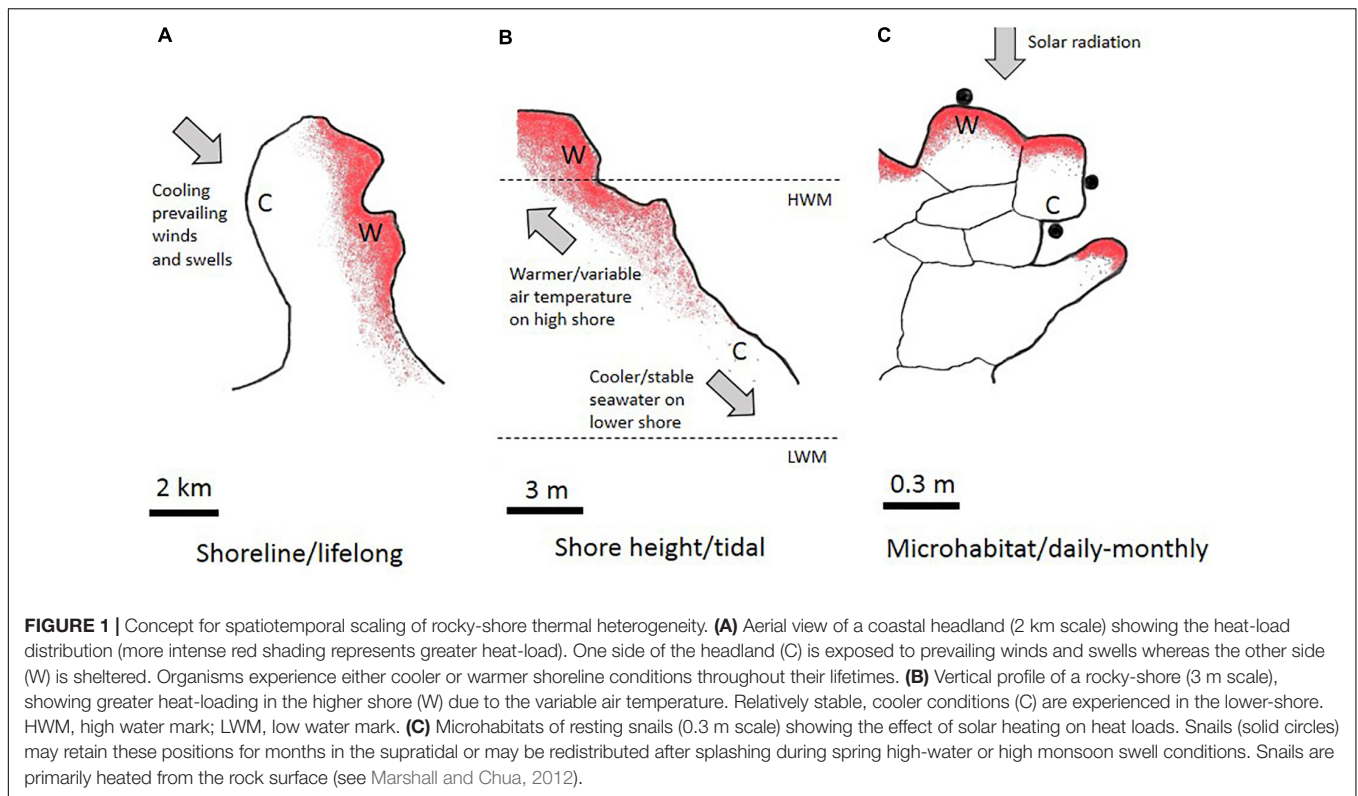 A
B
C
Solar radiation
W
C
Cooling
prevailing
winds
and swells
C
W
W
HWM
Warmer/variable
air temperature
on high shore
C
Cooler/stable
seawater on
lower shore
LWM
2 km
3 m
0.3 m
Shoreline/lifelong
Shore height/tidal
Microhabitat/daily-monthly
FIGURE 1 | Concept for spatiotemporal scaling of rocky-shore thermal heterogeneity. (A) Aerial view of a coastal headland (2 km scale) showing the heat-load
distribution (more intense red shading represents greater heat-load). One side of the headland (C) is exposed to prevailing winds and swells whereas the other side
(W) is sheltered. Organisms experience either cooler or warmer shoreline conditions throughout their lifetimes. (B) Vertical profile of a rocky-shore (3 m scale),
showing greater heat-loading in the higher shore (W) due to the variable air temperature. Relatively stable, cooler conditions (C) are experienced in the lower-shore.
HWM, high water mark; LWM, low water mark. (C) Microhabitats of resting snails (0.3 m scale) showing the effect of solar heating on heat loads. Snails (solid circles)
may retain these positions for months in the supratidal or may be redistributed after splashing during spring high-water or high monsoon swell conditions. Snails are
primarily heated from the rock surface (see Marshall and Chua, 2012).